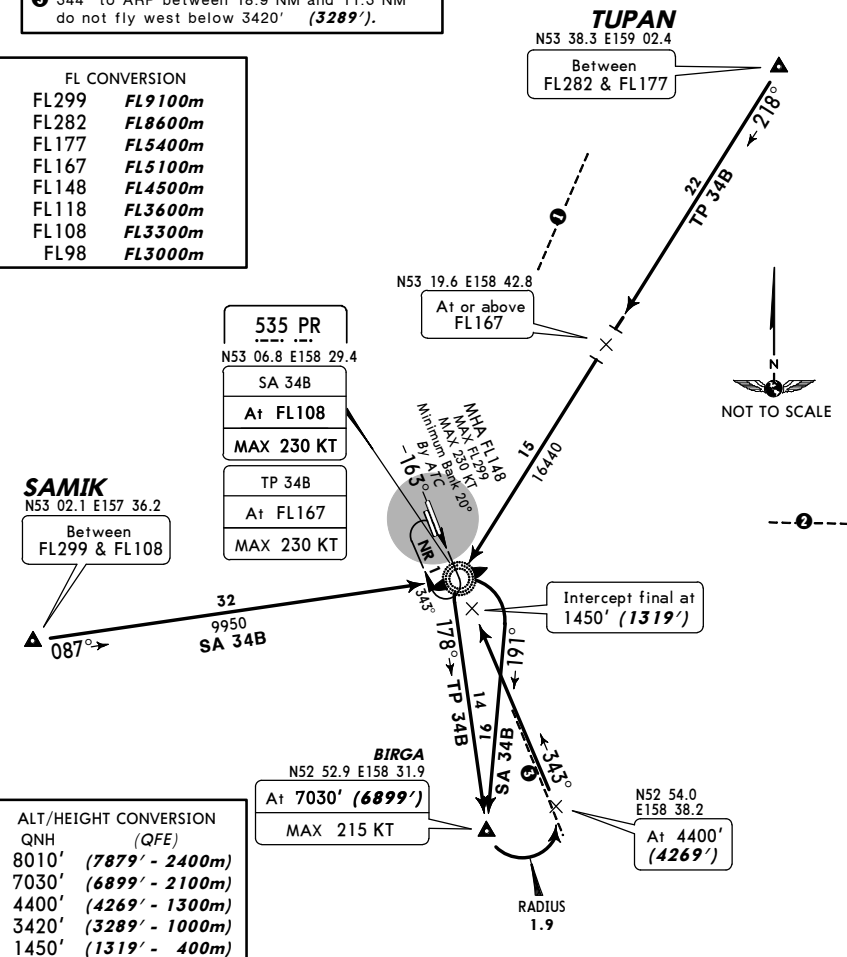 ③ 344° to ARP between 18.9 NM and 11.3 NM
do not fly west below 3420' (3289').
FL CONVERSION
FL299 FL9100m
FL282 FL8600m
FL177 FL5400m
FL167 FL5100m
FL148 FL4500m
FL118 FL3600m
FL108 FL3300m
FL98 FL3000m
TUPAN
N53 38.3 E159 02.4
Between
FL282 & FL177
218°
22
TP 34B
1
N53 19.6 E158 42.8
At or above
FL167
15
16440
N
NOT TO SCALE
2
535 PR
N53 06.8 E158 29.4
SA 34B
At FL108
MAX 230 KT
TP 34B
At FL167
MAX 230 KT
MHA FL148
MAX FL299
MAX 230 KT
Minimum Bank 20°
By ATC
163°
NR 1
343°
SAMIK
N53 02.1 E157 36.2
Between
FL299 & FL108
087°
32
9950
SA 34B
Intercept final at
1450' (1319')
178°
TP 34B
14
191°
16
SA 34B
3
343°
BIRGA
N52 52.9 E158 31.9
At 7030' (6899')
MAX 215 KT
N52 54.0
E158 38.2
At 4400'
(4269')
RADIUS
1.9
ALT/HEIGHT CONVERSION
QNH (QFE)
8010' (7879' - 2400m)
7030' (6899' - 2100m)
4400' (4269' - 1300m)
3420' (3289' - 1000m)
1450' (1319' - 400m)